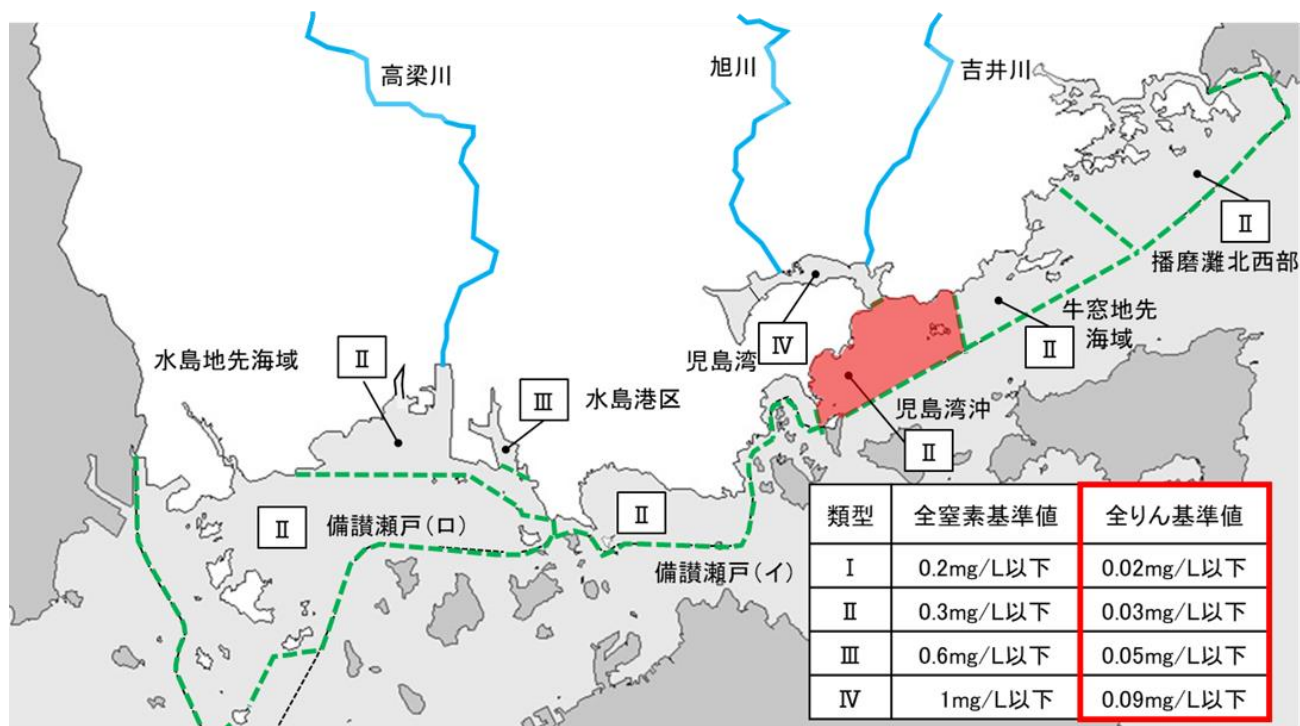 高梁川
旭川
吉井川
Ⅱ
播磨灘北西部
牛窓地先
海域
Ⅱ
児島湾
Ⅳ
児島湾沖
Ⅱ
水島地先海域
Ⅱ
Ⅲ
水島港区
Ⅱ
備讃瀬戸(ロ)
Ⅱ
備讃瀬戸(イ)
類型 全窒素基準値 全りん基準値
Ⅰ 0.2mg/L以下 0.02mg/L以下
Ⅱ 0.3mg/L以下 0.03mg/L以下
Ⅲ 0.6mg/L以下 0.05mg/L以下
Ⅳ 1mg/L以下 0.09mg/L以下